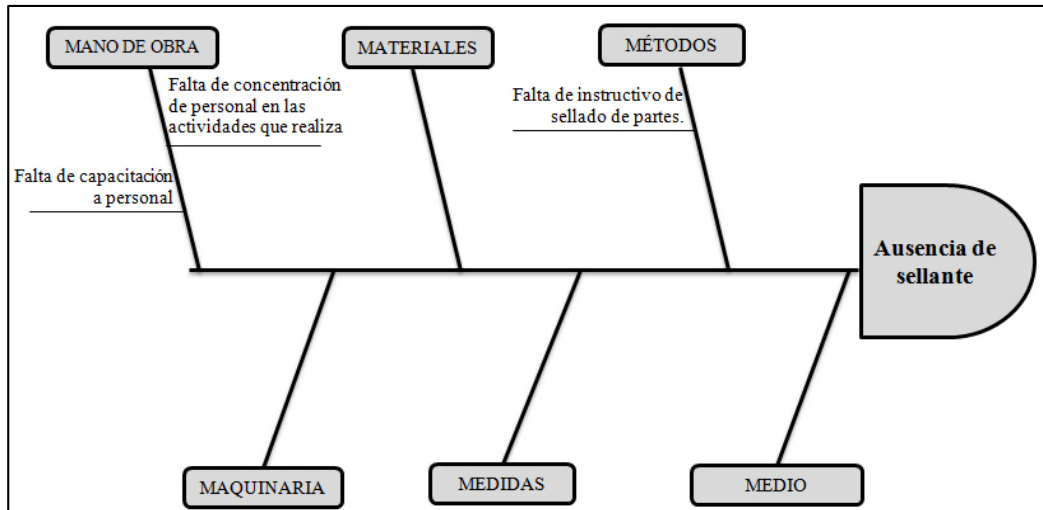 MANO DE OBRA
MATERIALES
MÉTODOS
Falta de concentración
de personal en las
actividades que realiza
Falta de instructivo de
sellado de partes.
Falta de capacitación
a personal
Ausencia de
sellante
MAQUINARIA
MEDIDAS
MEDIO